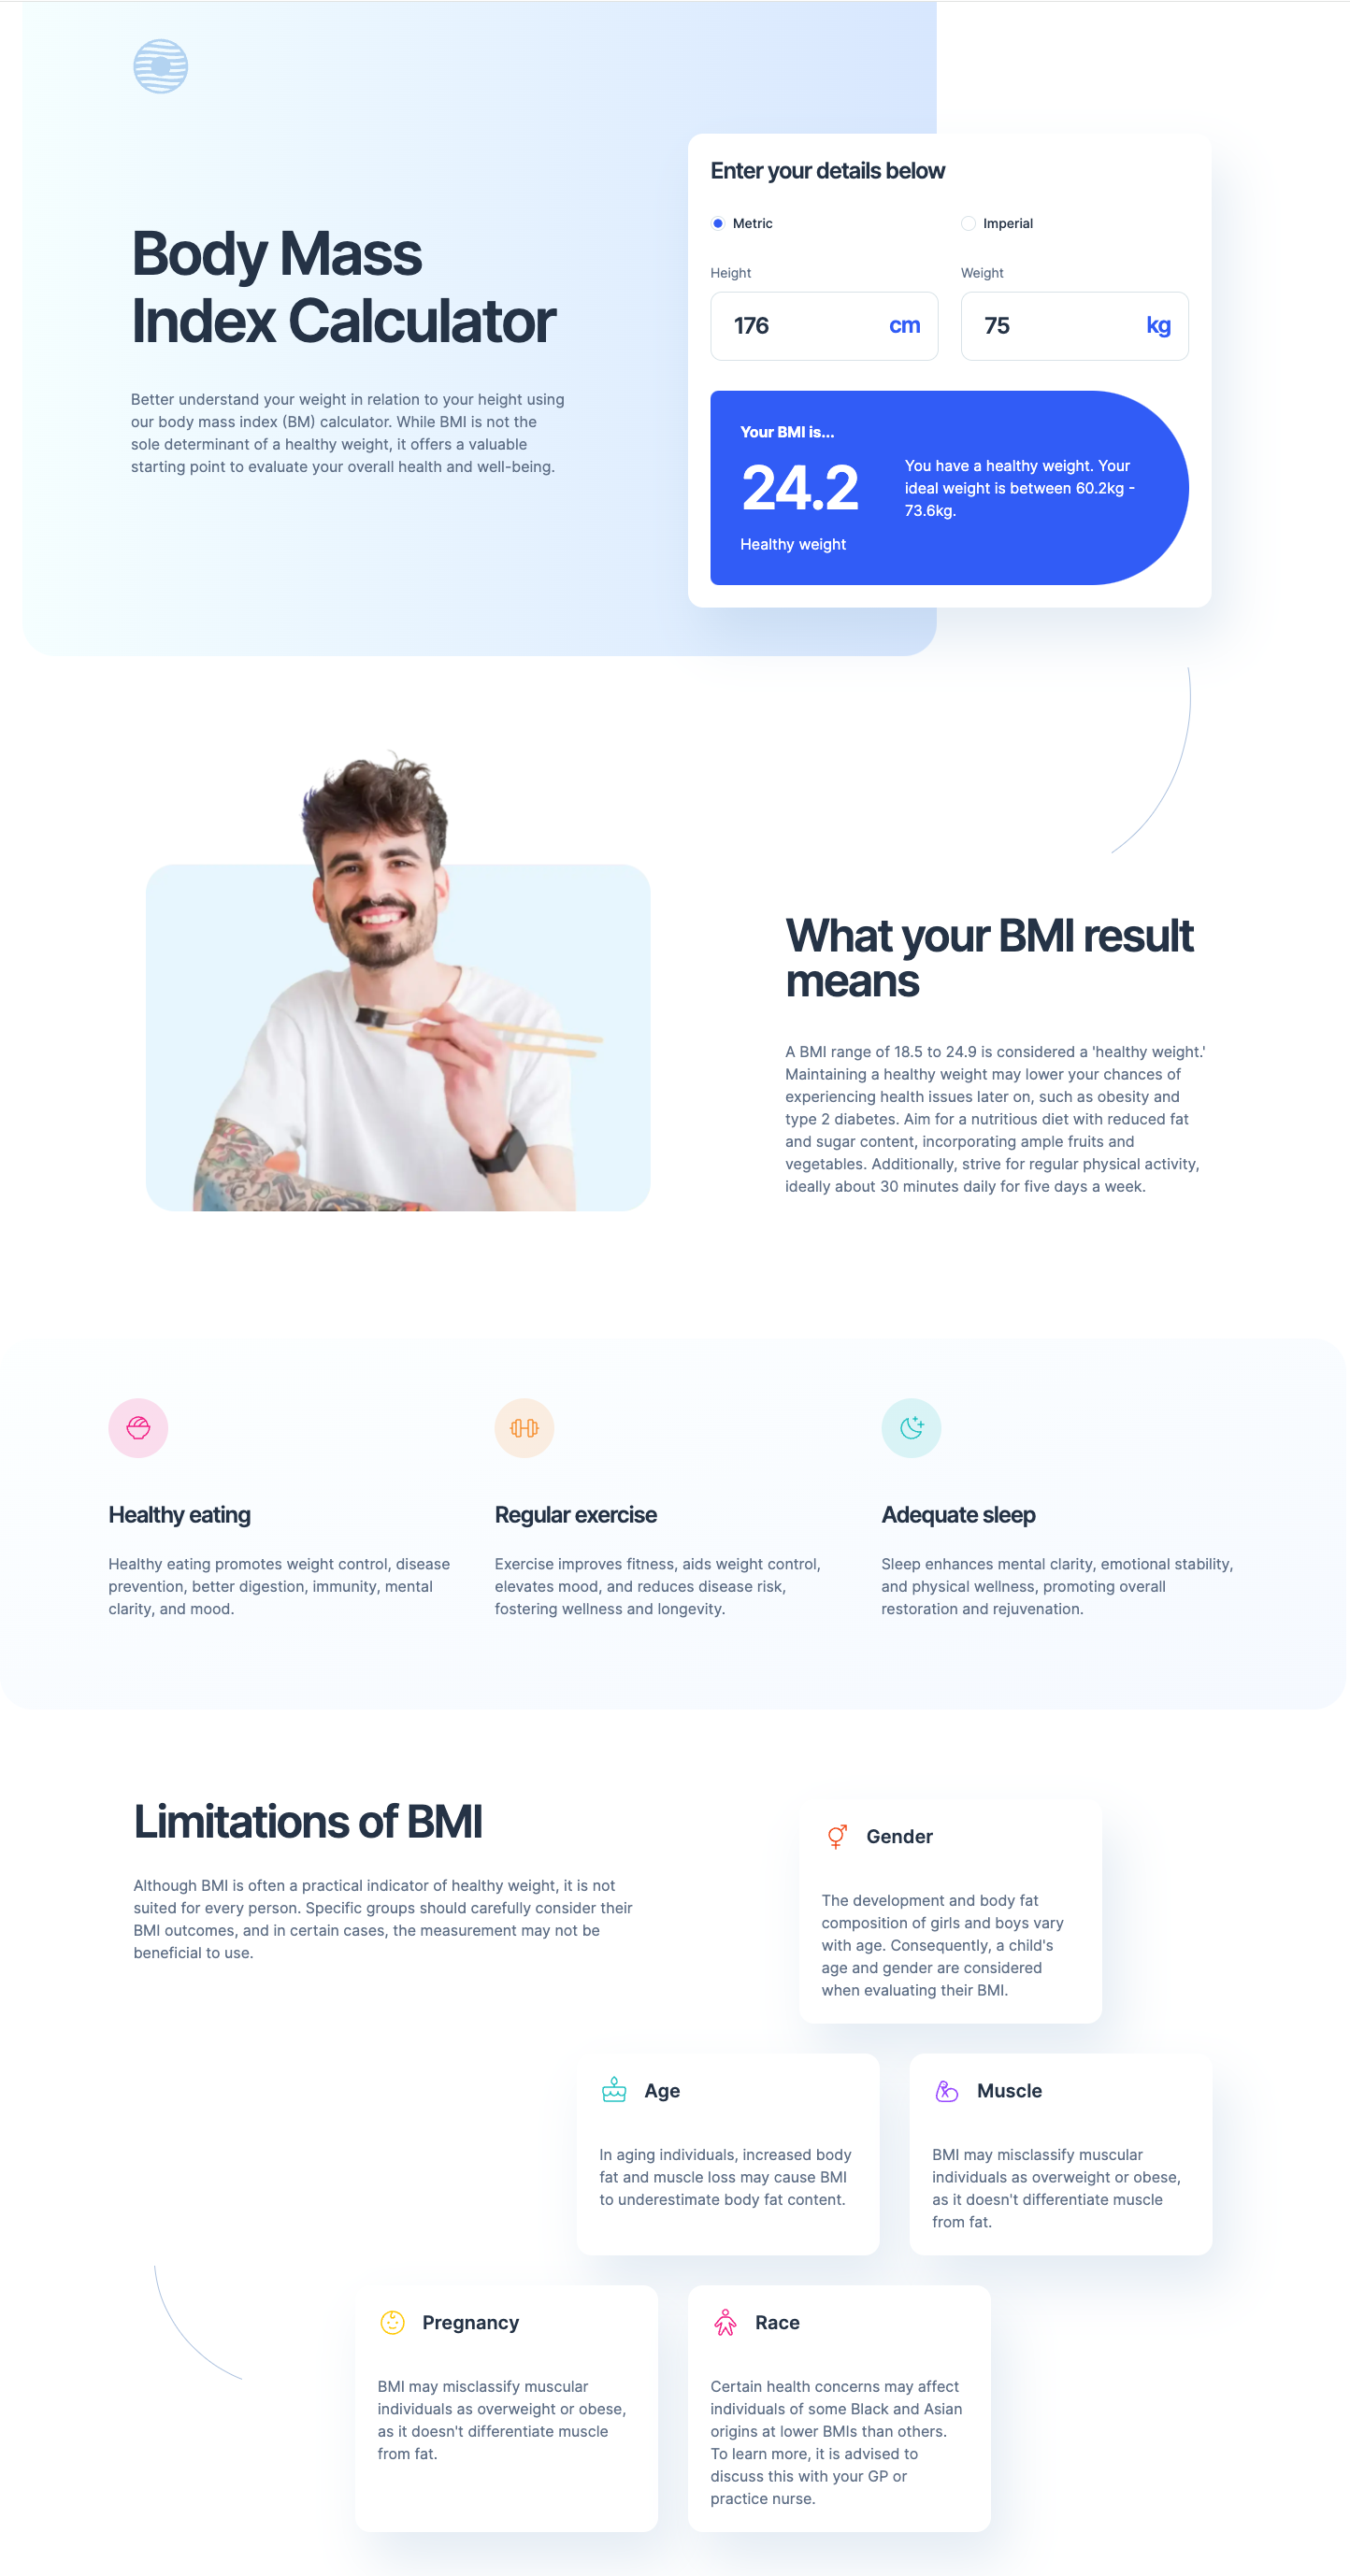 Body Mass
Index Calculator
Better understand your weight in relation to your height using
our body mass index (BM) calculator. While BMI is not the
sole determinant of a healthy weight, it offers a valuable
starting point to evaluate your overall health and well-being.
Enter your details below
Metric
Imperial
Height
Weight
176 cm
75 kg
Your BMI is...
24.2
Healthy weight
You have a healthy weight. Your
ideal weight is between 60.2kg -
73.6kg.
What your BMI result
means
A BMI range of 18.5 to 24.9 is considered a 'healthy weight.'
Maintaining a healthy weight may lower your chances of
experiencing health issues later on, such as obesity and
type 2 diabetes. Aim for a nutritious diet with reduced fat
and sugar content, incorporating ample fruits and
vegetables. Additionally, strive for regular physical activity,
ideally about 30 minutes daily for five days a week.
Healthy eating
Healthy eating promotes weight control, disease
prevention, better digestion, immunity, mental
clarity, and mood.
Regular exercise
Exercise improves fitness, aids weight control,
elevates mood, and reduces disease risk,
fostering wellness and longevity.
Adequate sleep
Sleep enhances mental clarity, emotional stability,
and physical wellness, promoting overall
restoration and rejuvenation.
Limitations of BMI
Although BMI is often a practical indicator of healthy weight, it is not
suited for every person. Specific groups should carefully consider their
BMI outcomes, and in certain cases, the measurement may not be
beneficial to use.
Gender
The development and body fat
composition of girls and boys vary
with age. Consequently, a child's
age and gender are considered
when evaluating their BMI.
Age
In aging individuals, increased body
fat and muscle loss may cause BMI
to underestimate body fat content.
Muscle
BMI may misclassify muscular
individuals as overweight or obese,
as it doesn't differentiate muscle
from fat.
Pregnancy
BMI may misclassify muscular
individuals as overweight or obese,
as it doesn't differentiate muscle
from fat.
Race
Certain health concerns may affect
individuals of some Black and Asian
origins at lower BMIs than others.
To learn more, it is advised to
discuss this with your GP or
practice nurse.